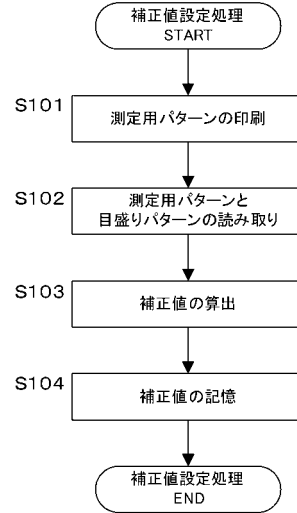 補正値設定処理
START
S101
測定用パターンの印刷
S102
測定用パターンと
目盛りパターンの読み取り
S103
補正値の算出
S104
補正値の記憶
補正値設定処理
END